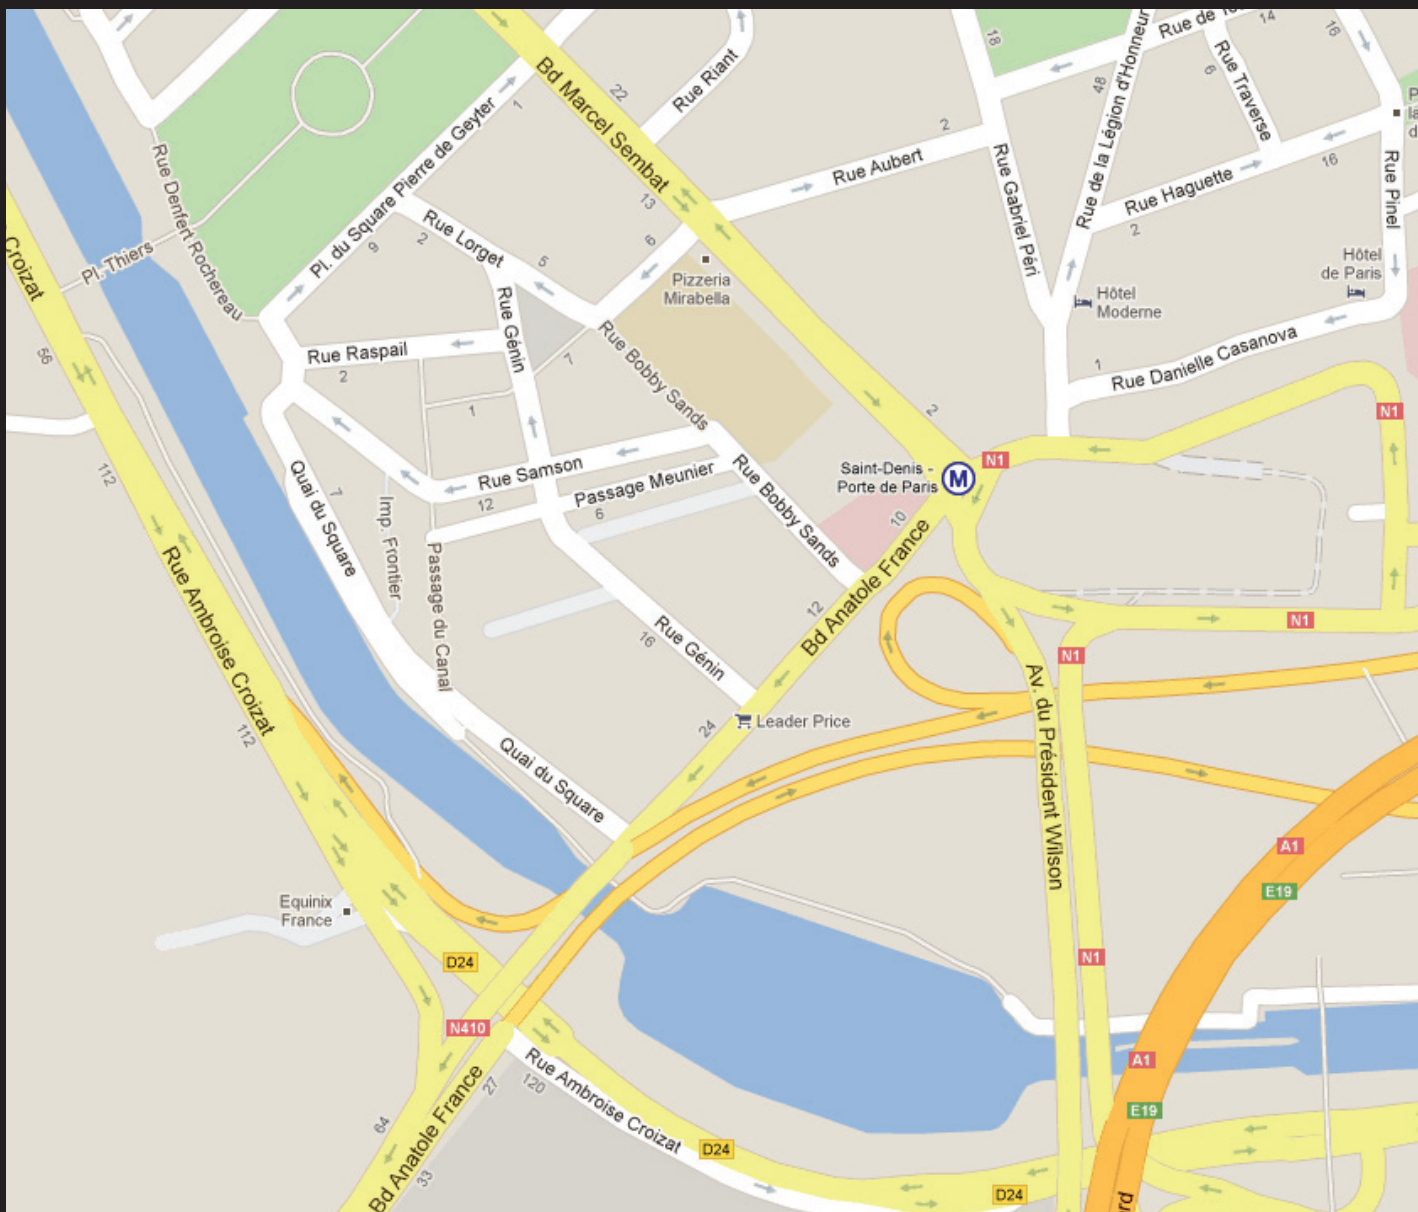 Rue de
14
16
18
Bd Marcel Sembat
22
Rue Riant
48
Rue de la Légion d'Honneur
6
Rue Traverse
1
2
Rue Aubert
Rue Gabriel Péri
Rue Haguette
16
2
Rue Pinel
Rue Denfert Rochereau
Pl. du Square Pierre de Geyter
9
2
Rue Lorget
5
13
6
Pizzeria
Mirabella
Hôtel
de Paris
Hôtel
Moderne
Croizat
Pl. Thiers
56
Rue Raspail
2
Rue Génin
7
1
Rue Bobby Sands
1
Rue Danielle Casanova
2
N1
N1
Saint-Denis -
Porte de Paris
M
112
7
Quai du Square
Imp. Frontier
Rue Samson
12
Passage Meunier
6
Rue Bobby Sands
10
Bd Anatole France
12
Passage du Canal
Rue Ambroise Croizat
112
16
Rue Génin
N1
N1
24
Leader Price
Quai du Square
Av. du Président Wilson
A1
E19
Equinix
France
D24
N1
N410
A1
E19
27
120
Rue Ambroise Croizat
64
Bd Anatole France
33
D24
D24